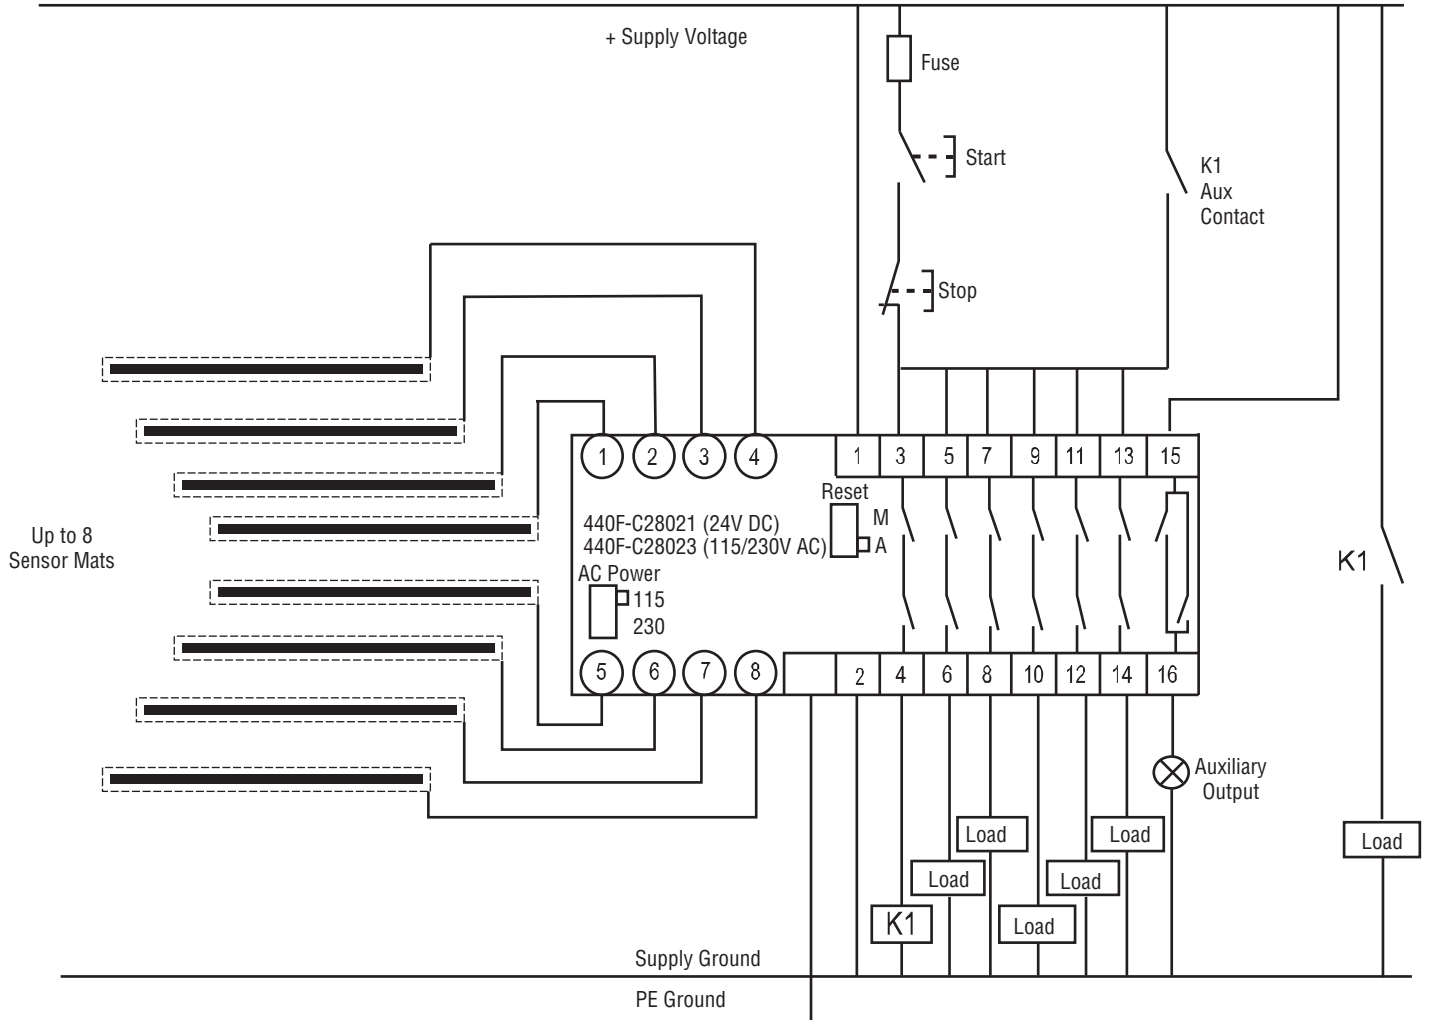 + Supply Voltage
Fuse
Start
K1
Aux
Contact
Stop
1 2 3 4
1 3 5 7 9 11 13 15
Reset
M
A
440F-C28021 (24V DC)
440F-C28023 (115/230V AC)
AC Power
115
230
Up to 8
Sensor Mats
K1
5 6 7 8
2 4 6 8 10 12 14 16
Auxiliary
Output
Load
Load
Load
Load
Load
K1
Load
Supply Ground
PE Ground